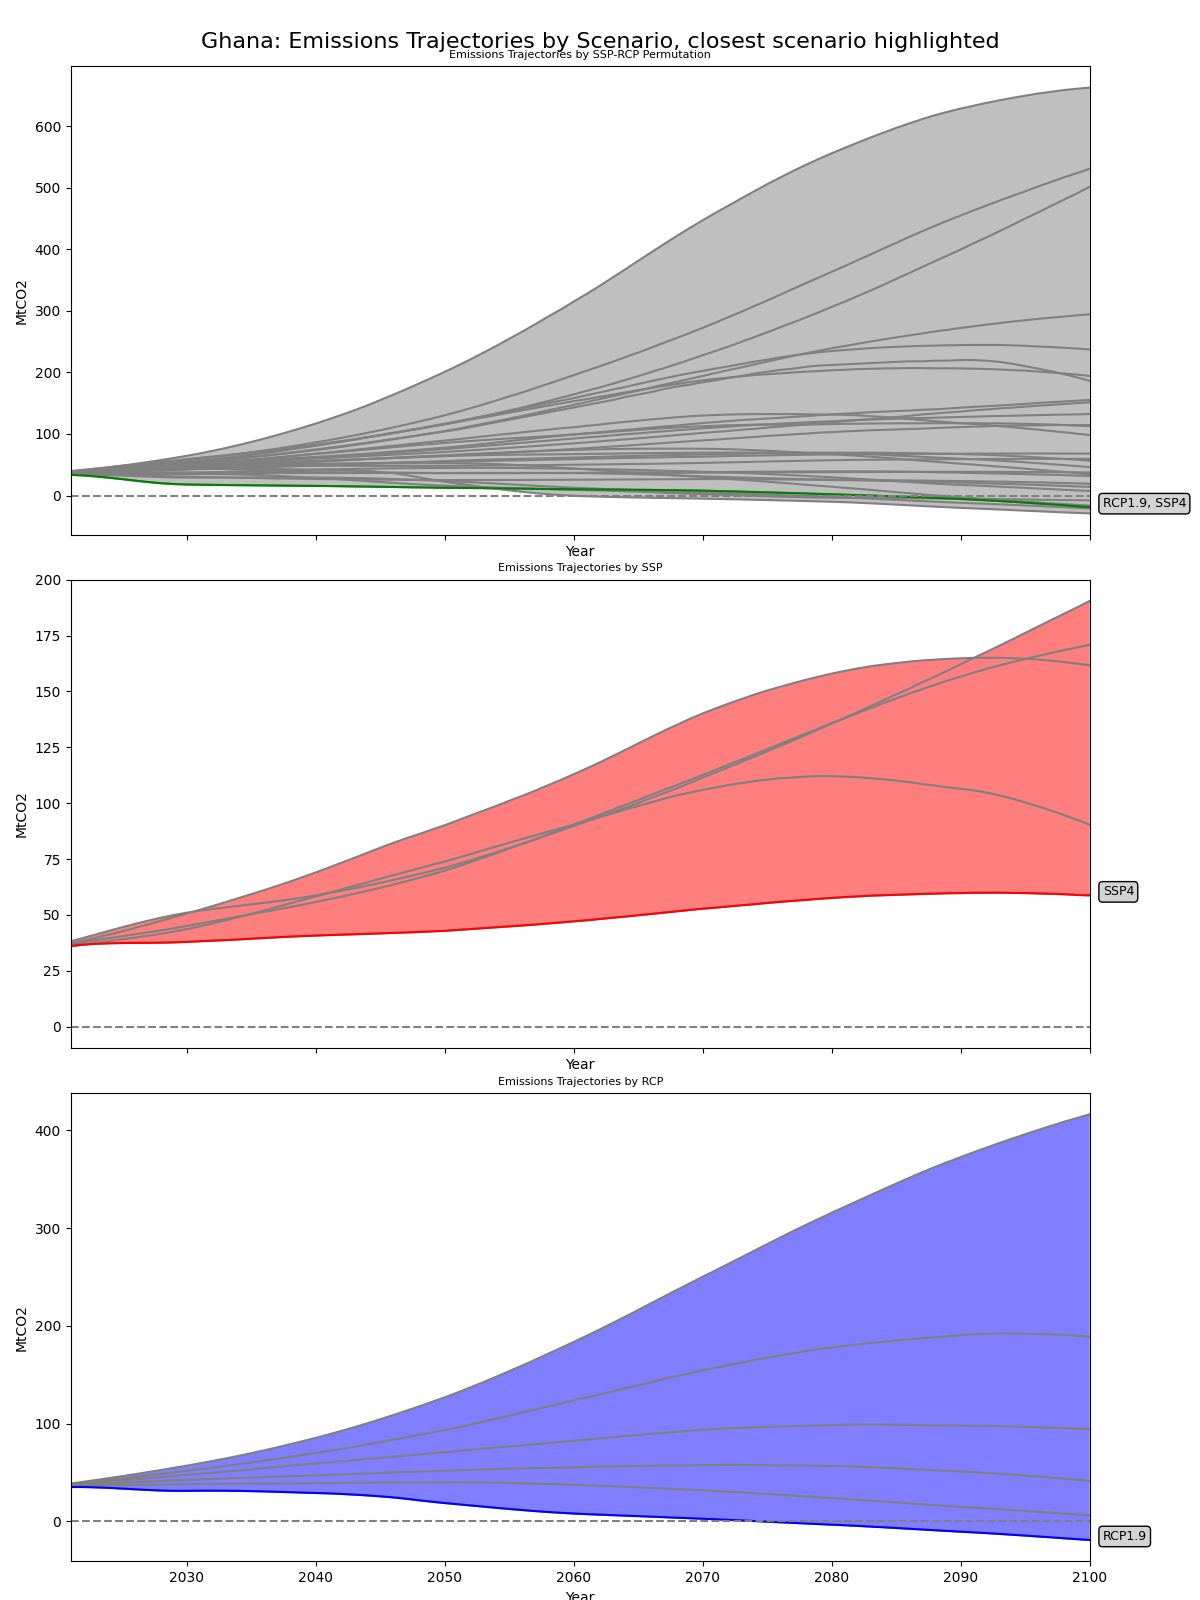 Ghana: Emissions Trajectories by Scenario, closest scenario highlighted
Emissions Trajectories by SSP-RCP Permutation
600
500
400
300
200
100
0
MtCO2
RCP1.9, SSP4
Year
Emissions Trajectories by SSP
200
175
150
125
100
75
50
25
0
MtCO2
SSP4
Year
Emissions Trajectories by RCP
400
300
200
100
0
MtCO2
RCP1.9
2030 2040 2050 2060 2070 2080 2090 2100
Year